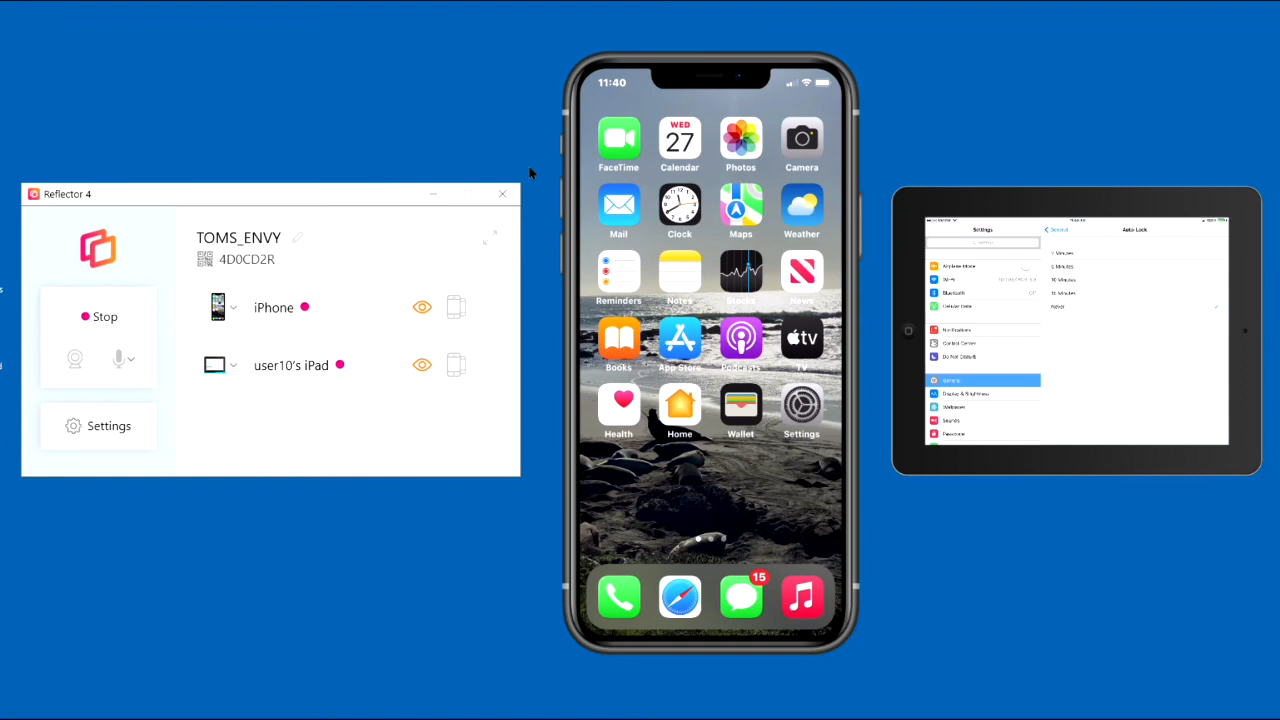 Reflector 4
TOMS_ENVY
4D0CD2R
Stop
iPhone
user10's iPad
Settings
11:40
WED
27
FaceTime
Calendar
Photos
Camera
Mail
Clock
Maps
Weather
Reminders
Notes
Stocks
News
tv
Books
App Store
Podcasts
TV
Health
Home
Wallet
Settings
15
Settings
General
Auto-Lock
Airplane Mode
Wi-Fi
Bluetooth
Cellular Data
Notifications
Control Center
Do Not Disturb
General
Display & Brightness
Wallpaper
Sounds
Passcode
5 Minutes
10 Minutes
15 Minutes
Never